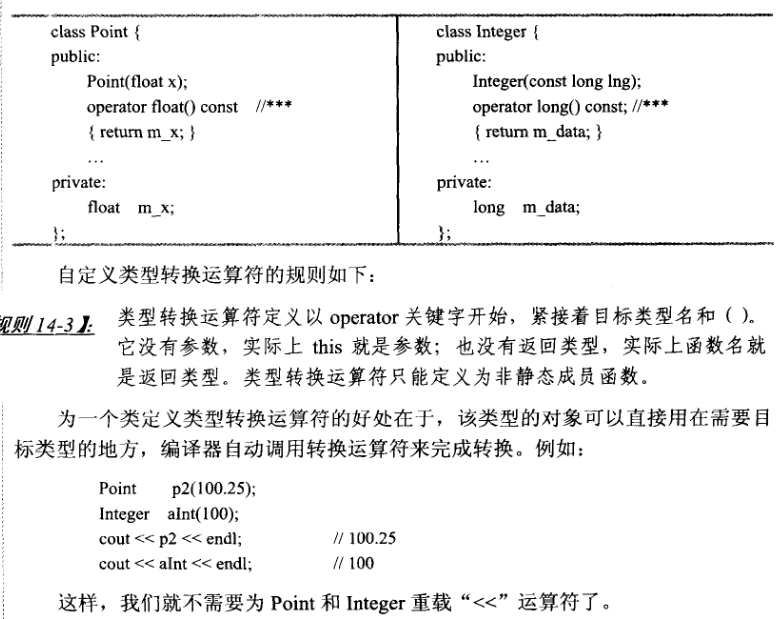 class Point {
public:
Point(float x);
operator float() const //***
{ return m_x; }
…
private:
float m_x;
};
class Integer {
public:
Integer(const long lng);
operator long() const; //***
{ return m_data; }
…
private:
long m_data;
};
自定义类型转换运算符的规则如下：
规则 14-3】： 类型转换运算符定义以 operator 关键字开始，紧接着目标类型名和（）。
它没有参数，实际上 this 就是参数；也没有返回类型，实际上函数名就
是返回类型。类型转换运算符只能定义为非静态成员函数。
为一个类定义类型转换运算符的好处在于，该类型的对象可以直接用在需要目
标类型的地方，编译器自动调用转换运算符来完成转换。例如：
Point p2(100.25);
Integer aInt(100);
cout << p2 << endl; // 100.25
cout << aInt << endl; // 100
这样，我们就不需要为 Point 和 Integer 重载“<<”运算符了。